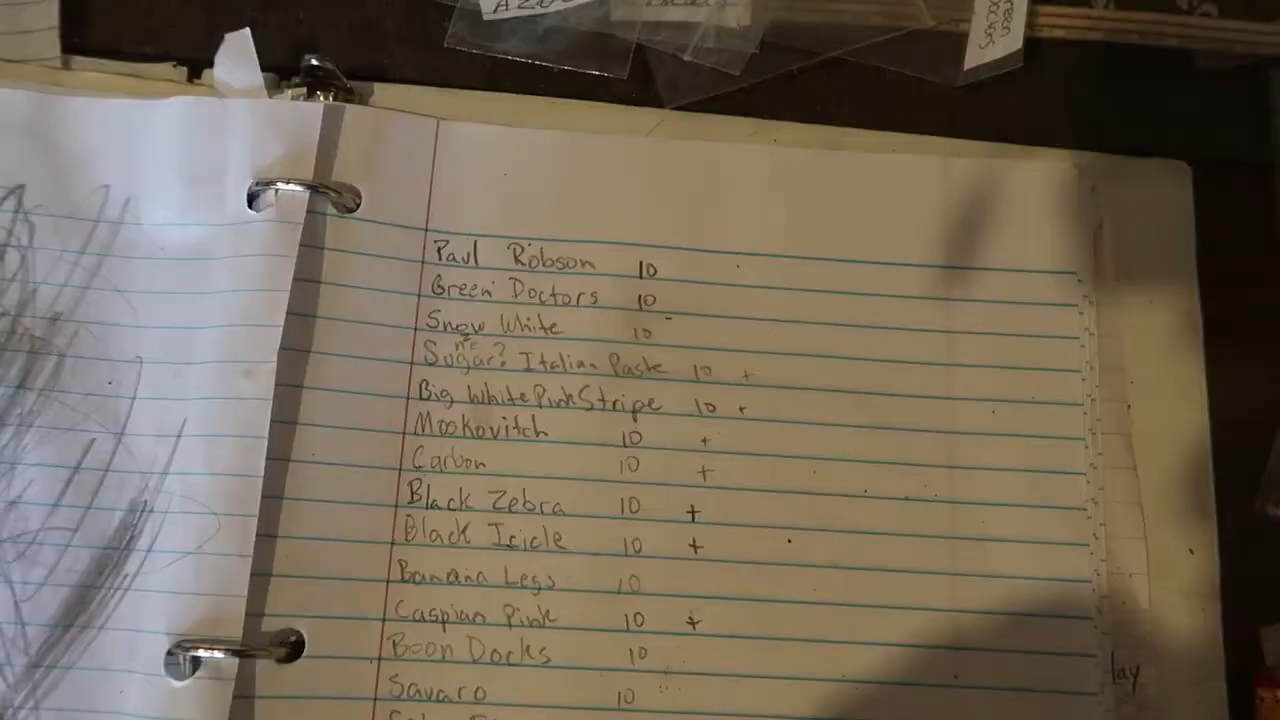 Paul Robson 10
Green Doctors 10
Snow White 10 -
Sugar? Italian Paste 10 +
Big White Pink Stripe 10 +
Mookovitch 10 +
Carbon 10 +
Black Zebra 10 +
Black Icicle 10 +
Banana Legs 10
Caspian Pink 10 +
Boon Docks 10
Savaro 10
lay